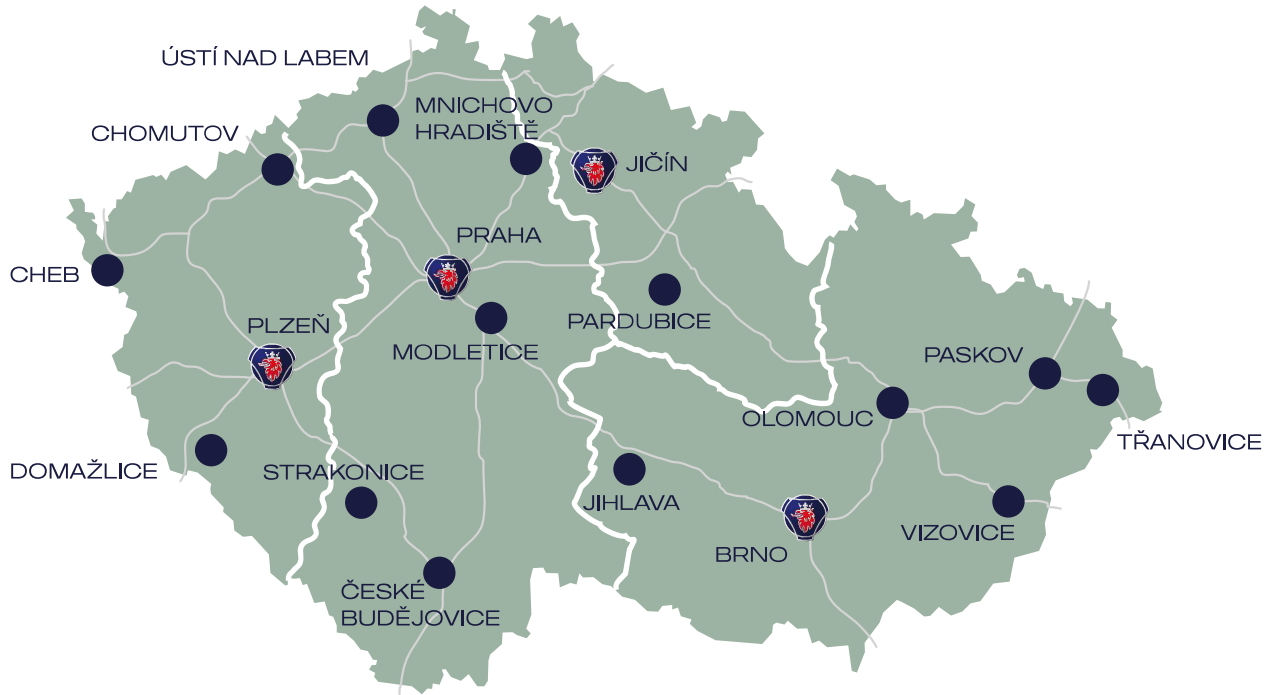 ÚSTÍ NAD LABEM
MNICHOVO
HRADIŠTĚ
CHOMUTOV
JIČÍN
PRAHA
CHEB
PLZEŇ
PARDUBICE
MODLETICE
PASKOV
OLOMOUC
TŘANOVICE
DOMAŽLICE
STRAKONICE
JIHLAVA
VIZOVICE
BRNO
ČESKÉ
BUDĚJOVICE